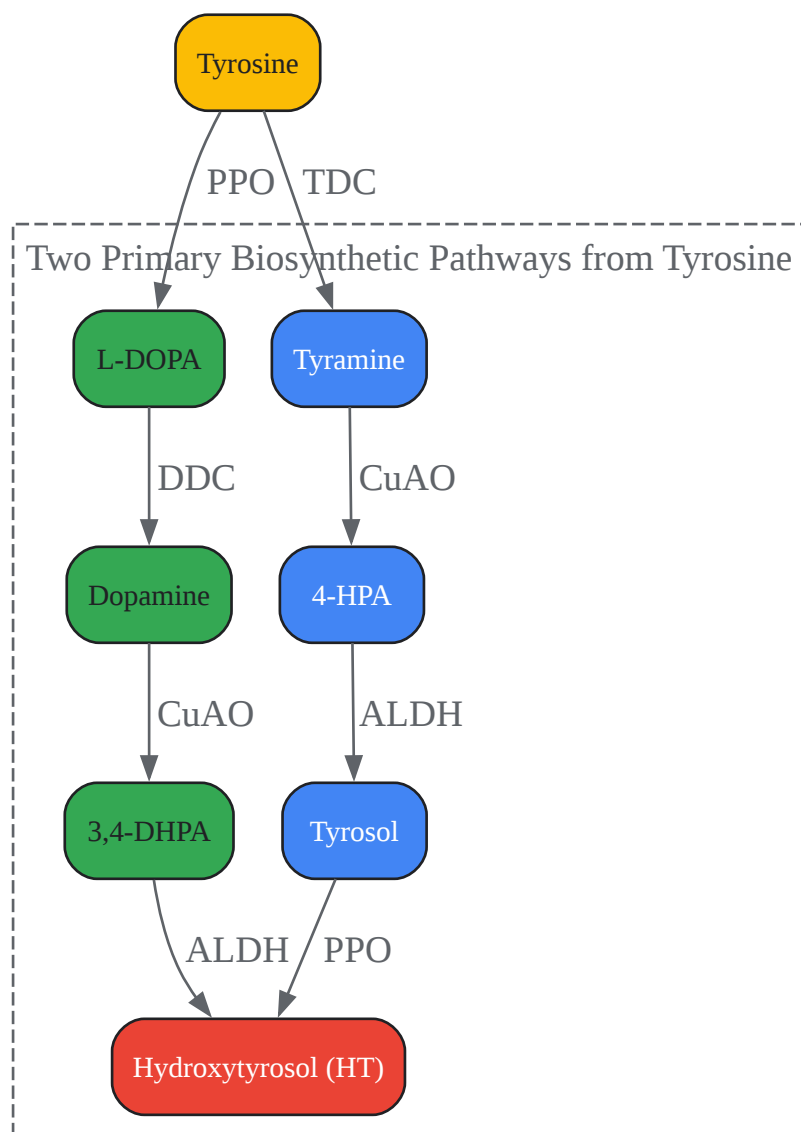 Tyrosine
PPO TDC
Two Primary Biosynthetic Pathways from Tyrosine
L-DOPA Tyramine
DDC CuAO
Dopamine 4-HPA
CuAO ALDH
3,4-DHPA Tyrosol
ALDH PPO
Hydroxytyrosol (HT)